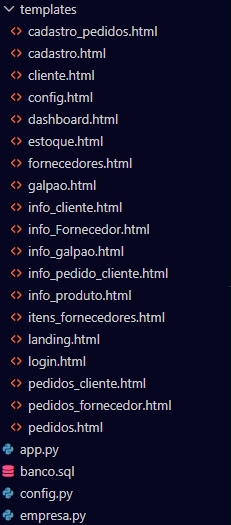 templates
cadastro_pedidos.html
cadastro.html
cliente.html
config.html
dashboard.html
estoque.html
fornecedores.html
galpao.html
info_cliente.html
info_Fornecedor.html
info_galpao.html
info_pedido_cliente.html
info_produto.html
itens_fornecedores.html
landing.html
login.html
pedidos_cliente.html
pedidos_fornecedor.html
pedidos.html
app.py
banco.sql
config.py
empresa.py